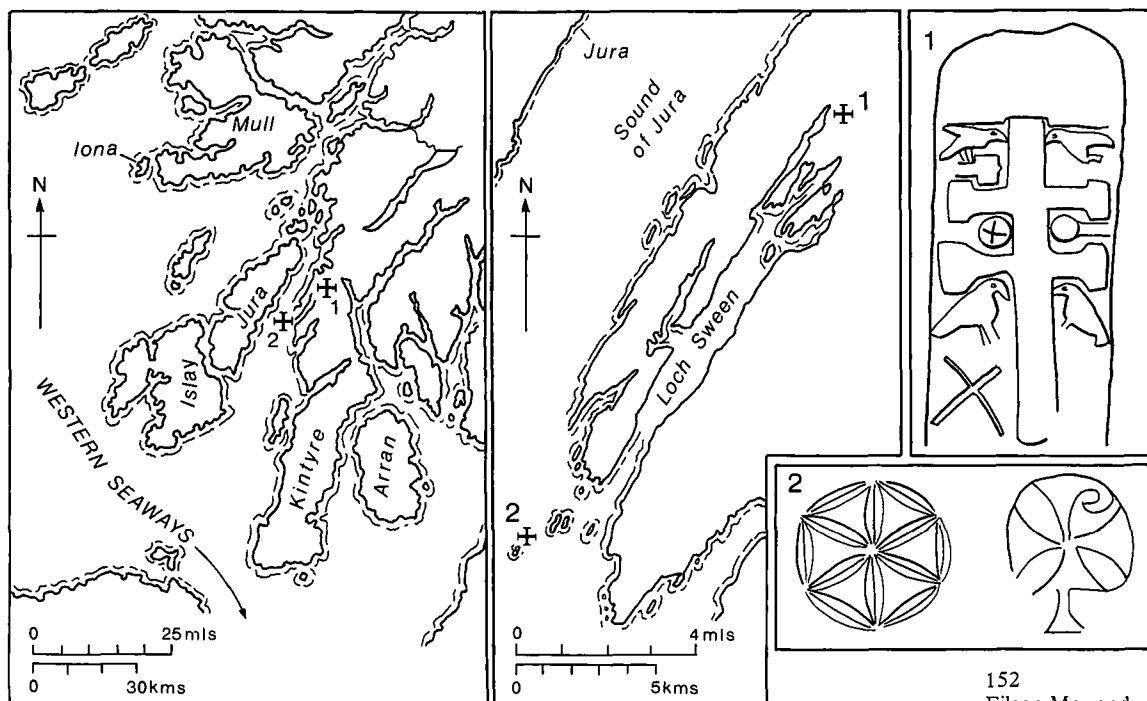 Iona
Mull
N
Jura
1
2
Islay
WESTERN SEAWAYS
Kintyre
Arran
0 25mls
0 30kms
Jura
Sound
of Jura
1
N
Loch Sween
2
0 4mls
0 5kms
1
2
152